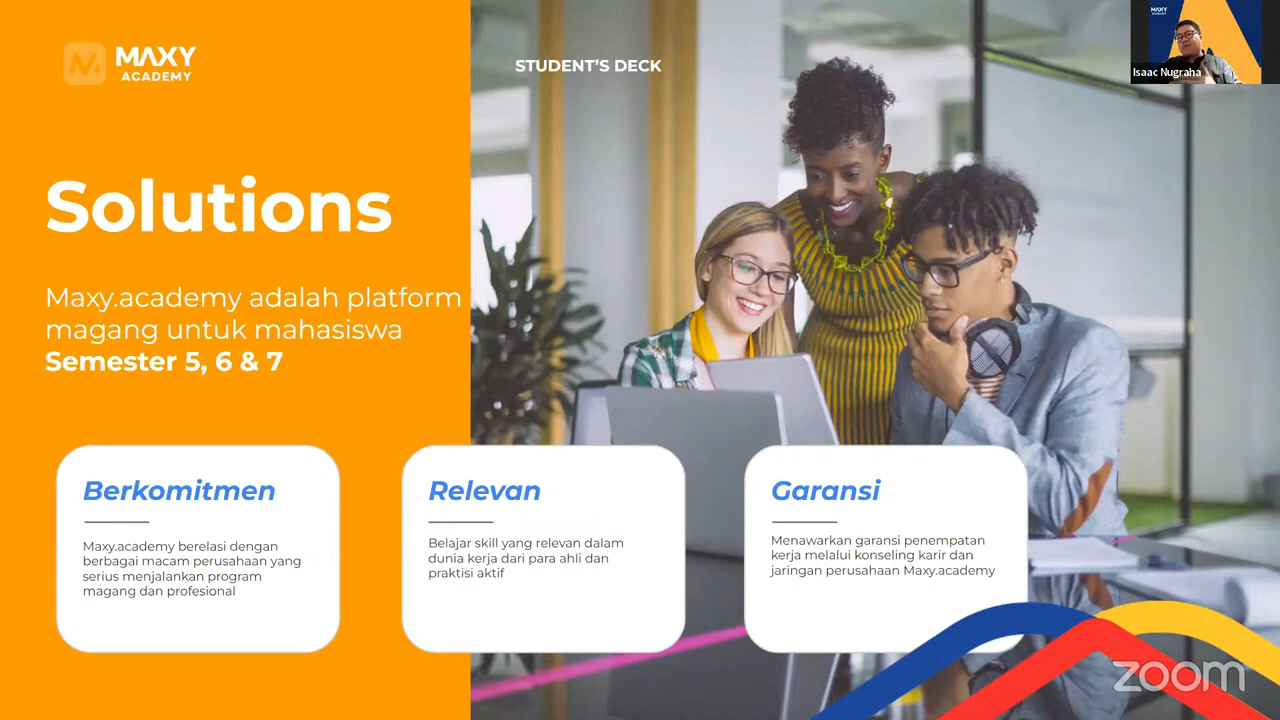 MAXY
ACADEMY
STUDENT'S DECK
MAXY
ACADEMY
Isaac Nugraha
Solutions
Maxy.academy adalah platform
magang untuk mahasiswa
Semester 5, 6 & 7
Berkomitmen
Maxy.academy berelasi dengan
berbagai macam perusahaan yang
serius menjalankan program
magang dan profesional
Relevan
Belajar skill yang relevan dalam
dunia kerja dari para ahli dan
praktisi aktif
Garansi
Menawarkan garansi penempatan
kerja melalui konseling karir dan
jaringan perusahaan Maxy.academy
zoom